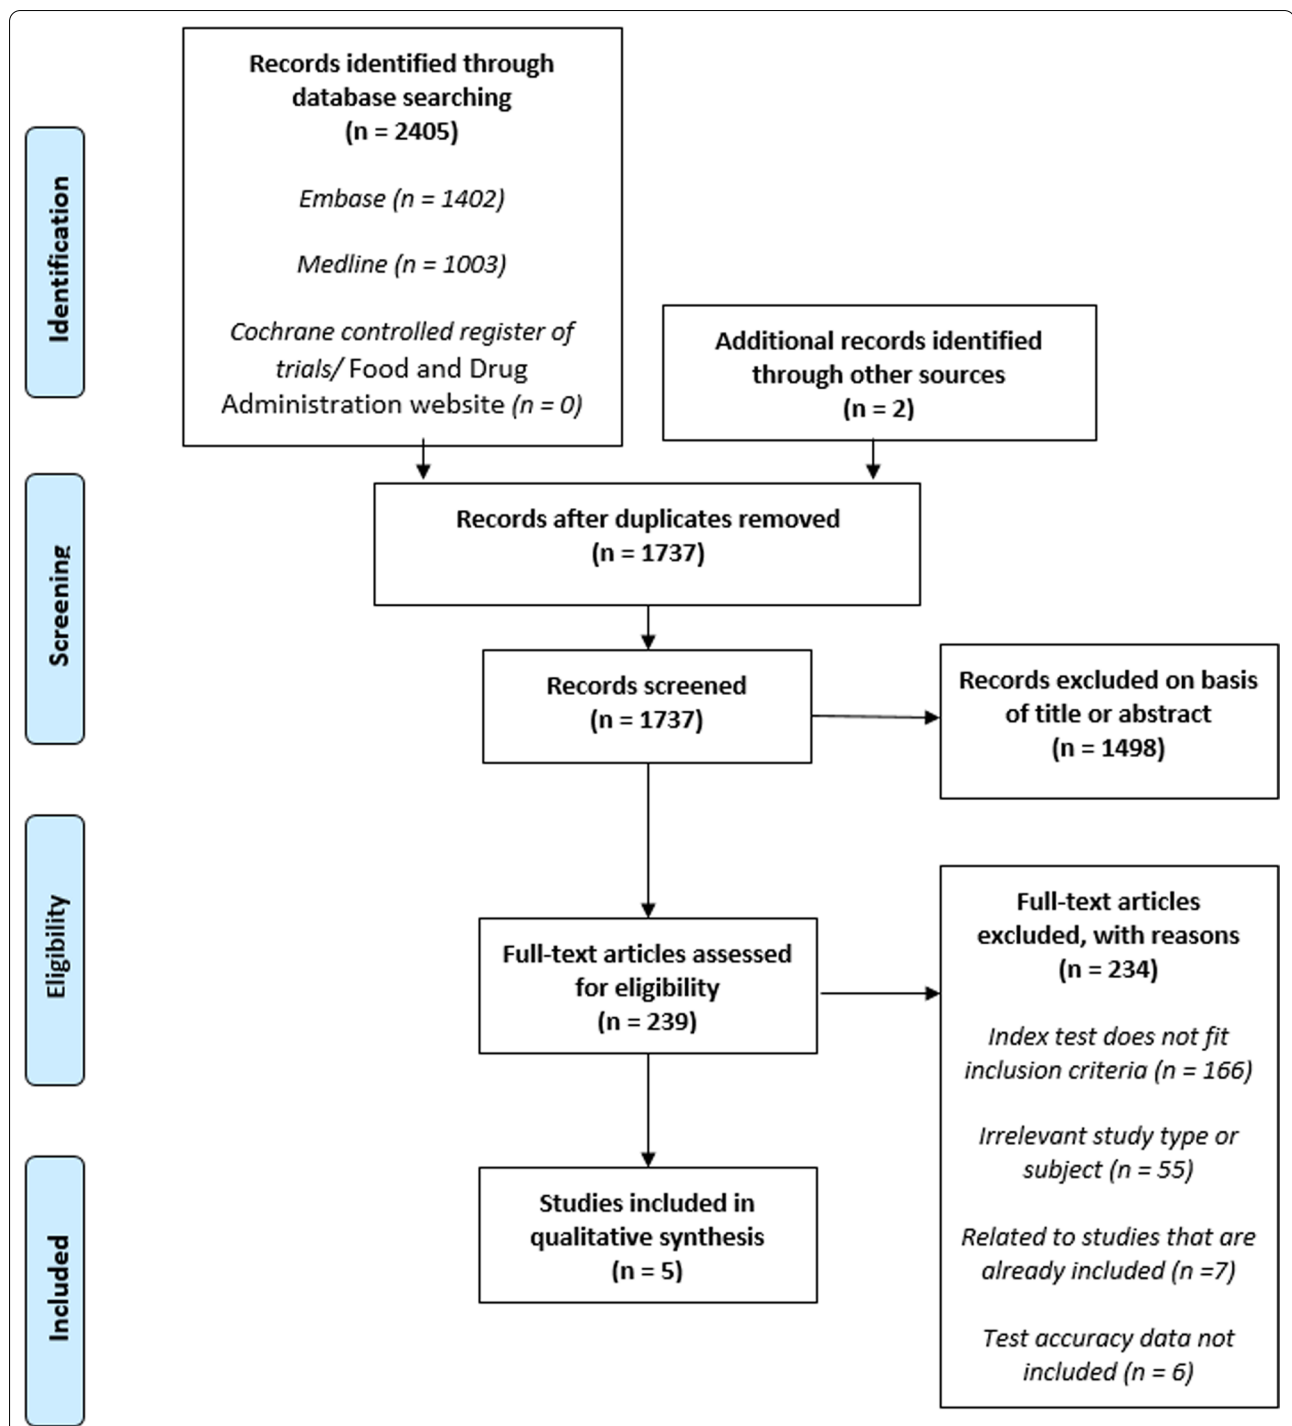 Identification
Records identified through
database searching
(n = 2405)
Embase (n = 1402)
Medline (n = 1003)
Cochrane controlled register of
trials/ Food and Drug
Administration website (n = 0)
Additional records identified
through other sources
(n = 2)
Screening
Records after duplicates removed
(n = 1737)
Records screened
(n = 1737)
Records excluded on basis
of title or abstract
(n = 1498)
Eligibility
Full-text articles assessed
for eligibility
(n = 239)
Full-text articles
excluded, with reasons
(n = 234)
Index test does not fit
inclusion criteria (n = 166)
Irrelevant study type or
subject (n = 55)
Related to studies that are
already included (n =7)
Test accuracy data not
included (n = 6)
Included
Studies included in
qualitative synthesis
(n = 5)